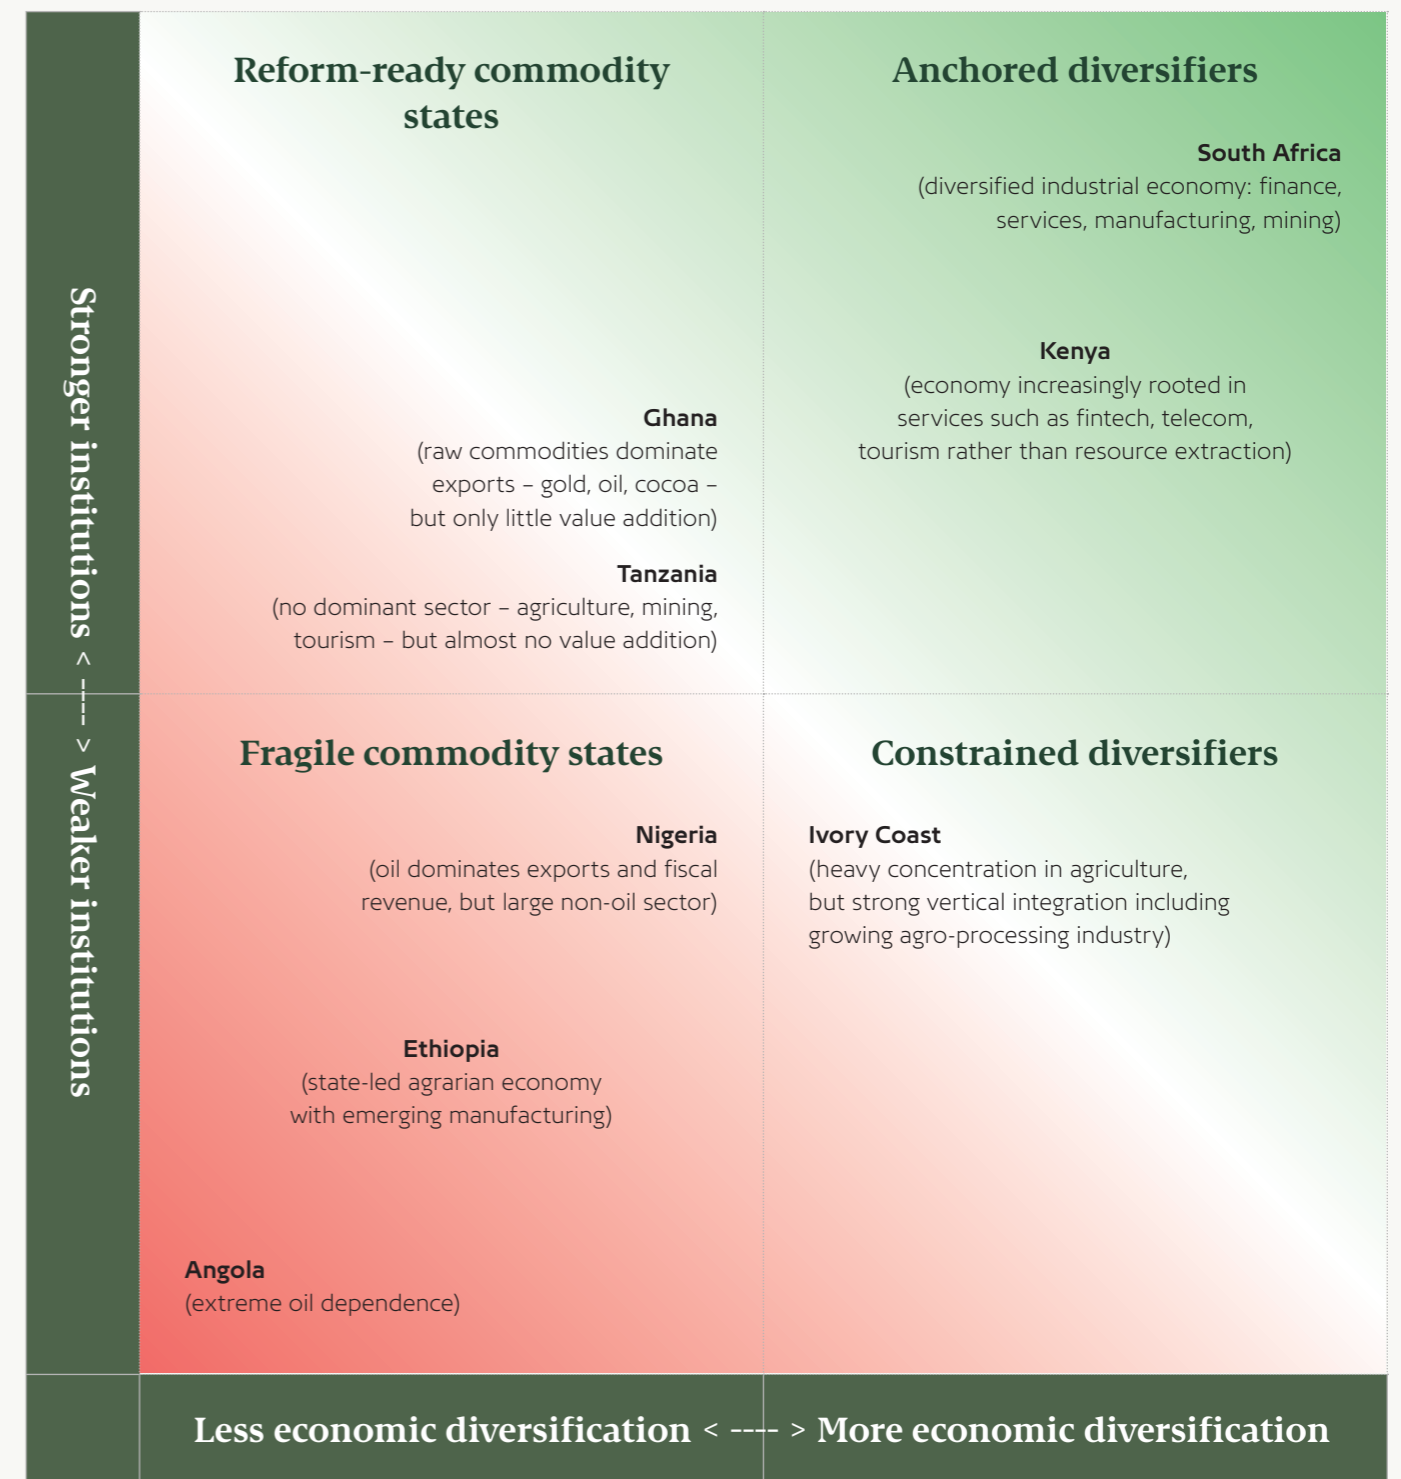 Stronger institutions < ---- > Weaker institutions
Reform-ready commodity
states
Ghana
(raw commodities dominate
exports – gold, oil, cocoa –
but only little value addition)
Tanzania
(no dominant sector – agriculture, mining,
tourism – but almost no value addition)
Anchored diversifiers
South Africa
(diversified industrial economy: finance,
services, manufacturing, mining)
Kenya
(economy increasingly rooted in
services such as fintech, telecom,
tourism rather than resource extraction)
Fragile commodity states
Nigeria
(oil dominates exports and fiscal
revenue, but large non-oil sector)
Ethiopia
(state-led agrarian economy
with emerging manufacturing)
Angola
(extreme oil dependence)
Constrained diversifiers
Ivory Coast
(heavy concentration in agriculture,
but strong vertical integration including
growing agro-processing industry)
Less economic diversification < ---- > More economic diversification